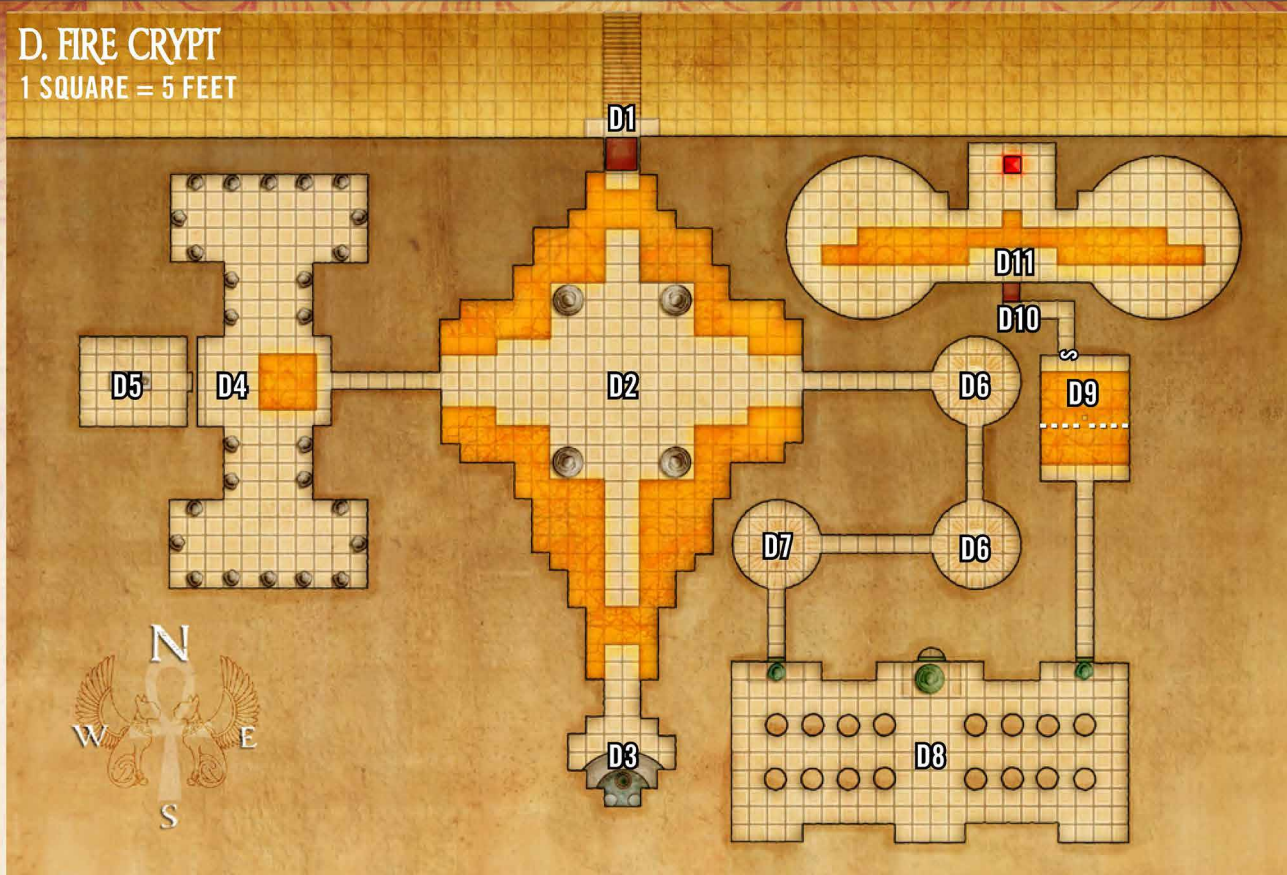 D. FIRE CRYPT
1 SQUARE = 5 FEET
D1
D11
D10
S
D5
D4
D2
D6
D9
D7
D6
N
W
E
S
D3
D8